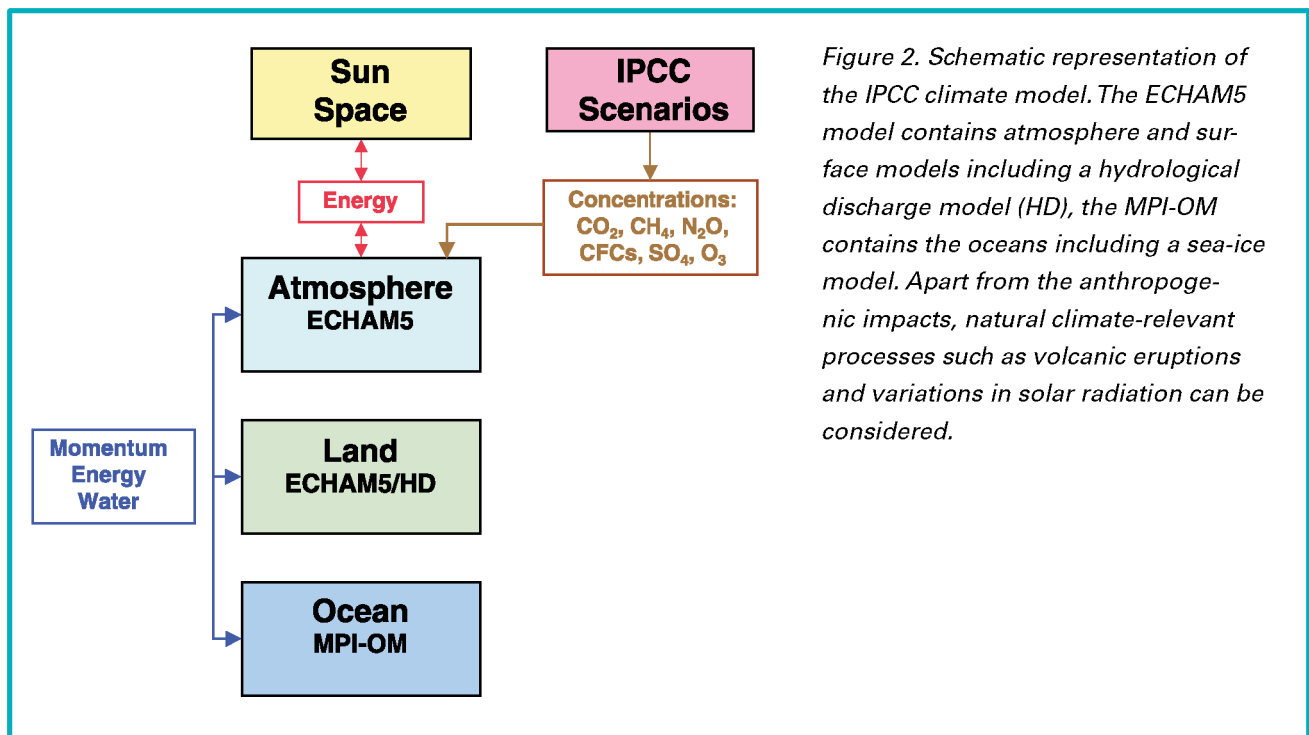 Sun
Space
IPCC
Scenarios
Energy
Concentrations:
CO₂, CH₄, N₂O,
CFCs, SO₄, O₃
Atmosphere
ECHAM5
Momentum
Energy
Water
Land
ECHAM5/HD
Ocean
MPI-OM
Figure 2. Schematic representation of
the IPCC climate model. The ECHAM5
model contains atmosphere and sur-
face models including a hydrological
discharge model (HD), the MPI-OM
contains the oceans including a sea-ice
model. Apart from the anthropoge-
nic impacts, natural climate-relevant
processes such as volcanic eruptions
and variations in solar radiation can be
considered.